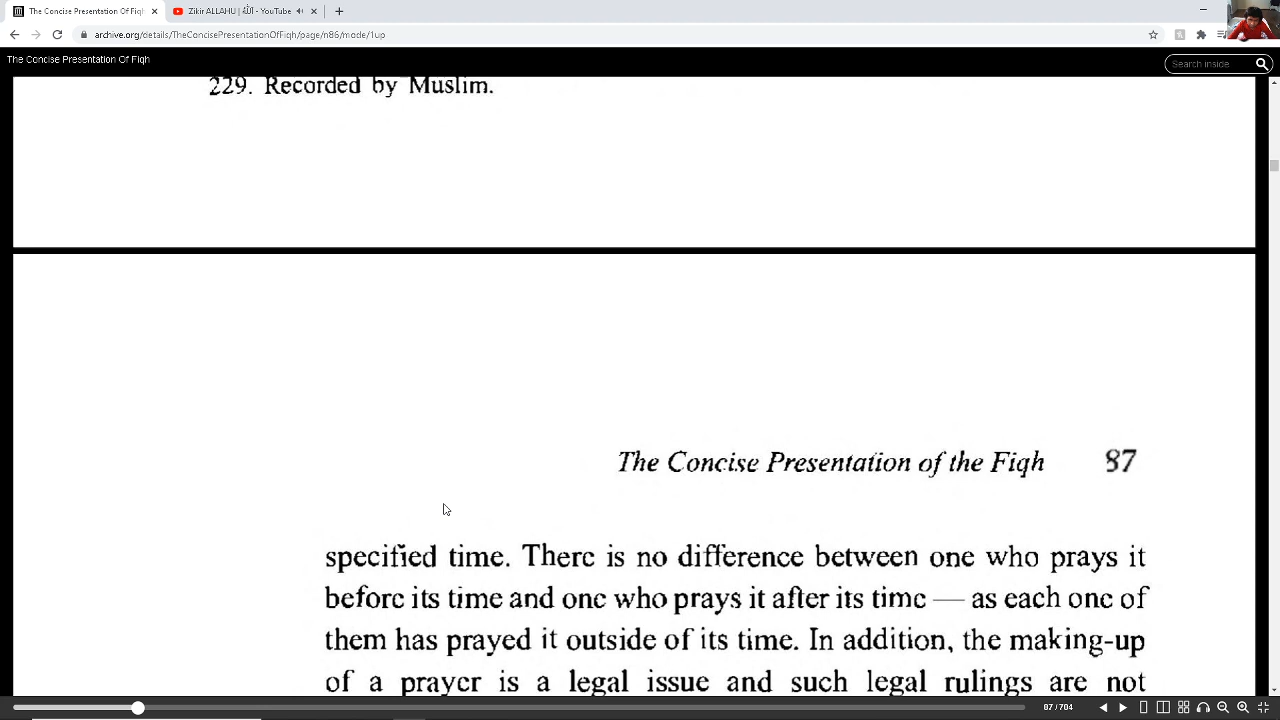 The Concise Presentation Of Fiqh
Zikir ALLAHU | الله - YouTube
archive.org/details/TheConcisePresentationOfFiqh/page/n86/mode/1up
The Concise Presentation Of Fiqh
Search inside
229. Recorded by Muslim.
The Concise Presentation of the Fiqh 87
specified time. There is no difference between one who prays it
before its time and one who prays it after its time — as each one of
them has prayed it outside of its time. In addition, the making-up
of a prayer is a legal issue and such legal rulings are not
87 / 704